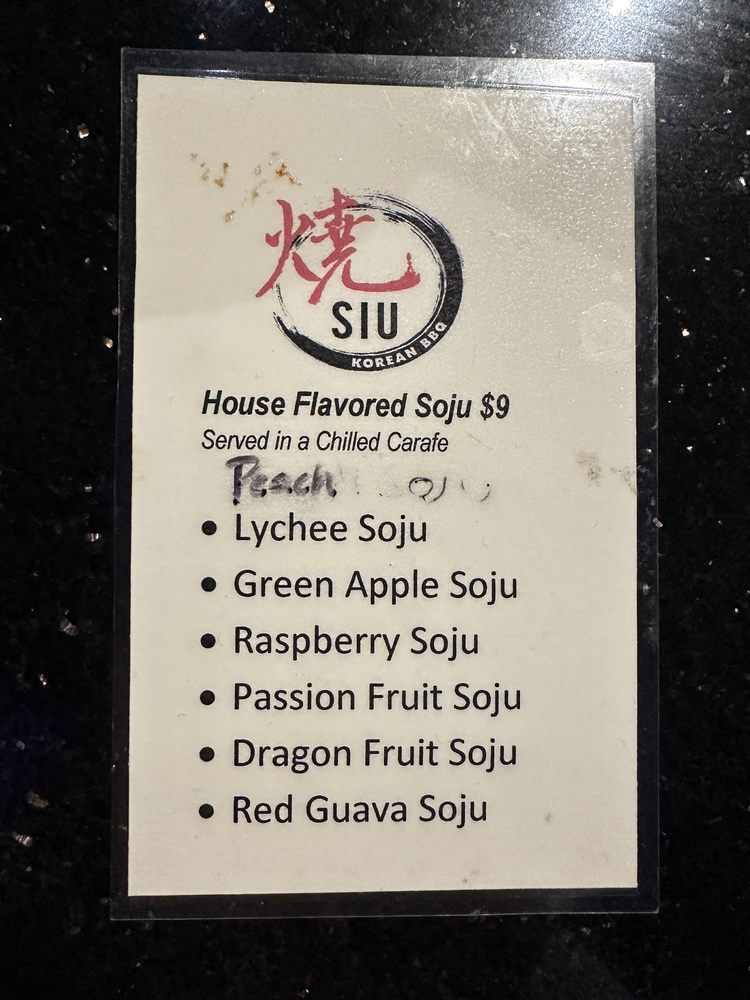 燒
SIU
KOREAN BBQ
House Flavored Soju $9
Served in a Chilled Carafe
Peach
• Lychee Soju
• Green Apple Soju
• Raspberry Soju
• Passion Fruit Soju
• Dragon Fruit Soju
• Red Guava Soju